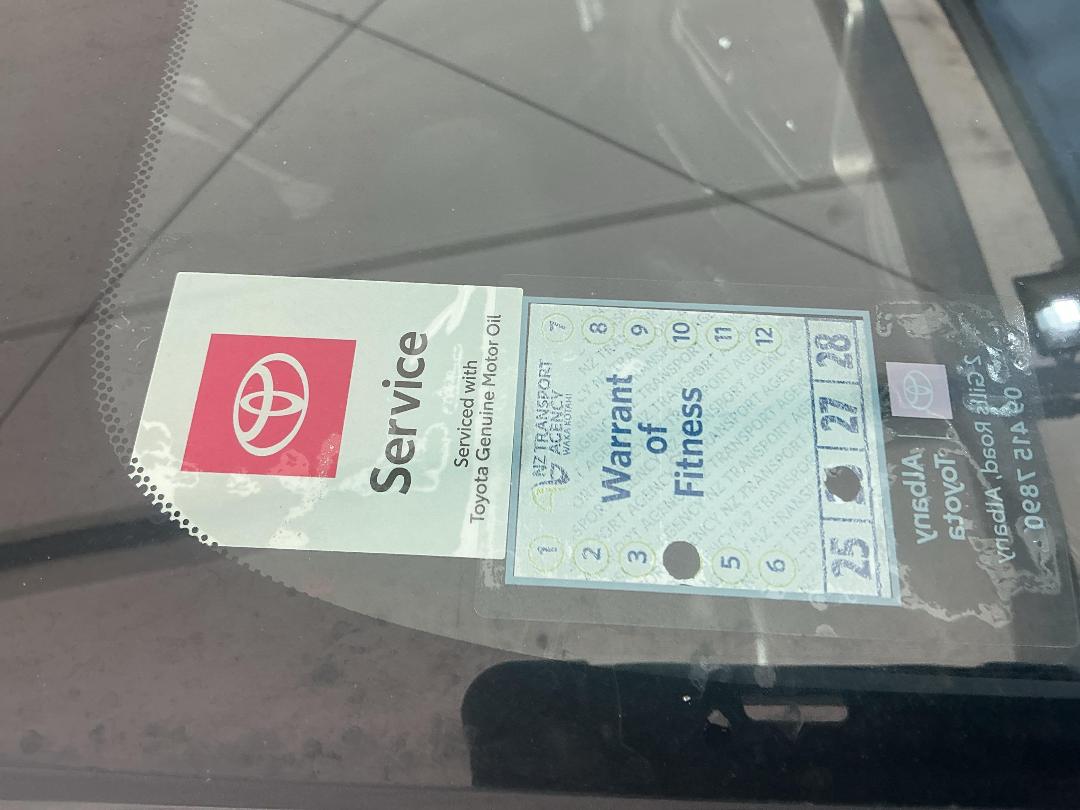 Service
Serviced with
Toyota Genuine Motor Oil
NZ TRANSPORT
AGENCY
WAKA KOTAHI
Warrant
of
Fitness
1 7
2 8
3 9
10
5 11
6 12
25 27 28
Toyota
Albany
2 Gills Road, Albany
09 415 7890